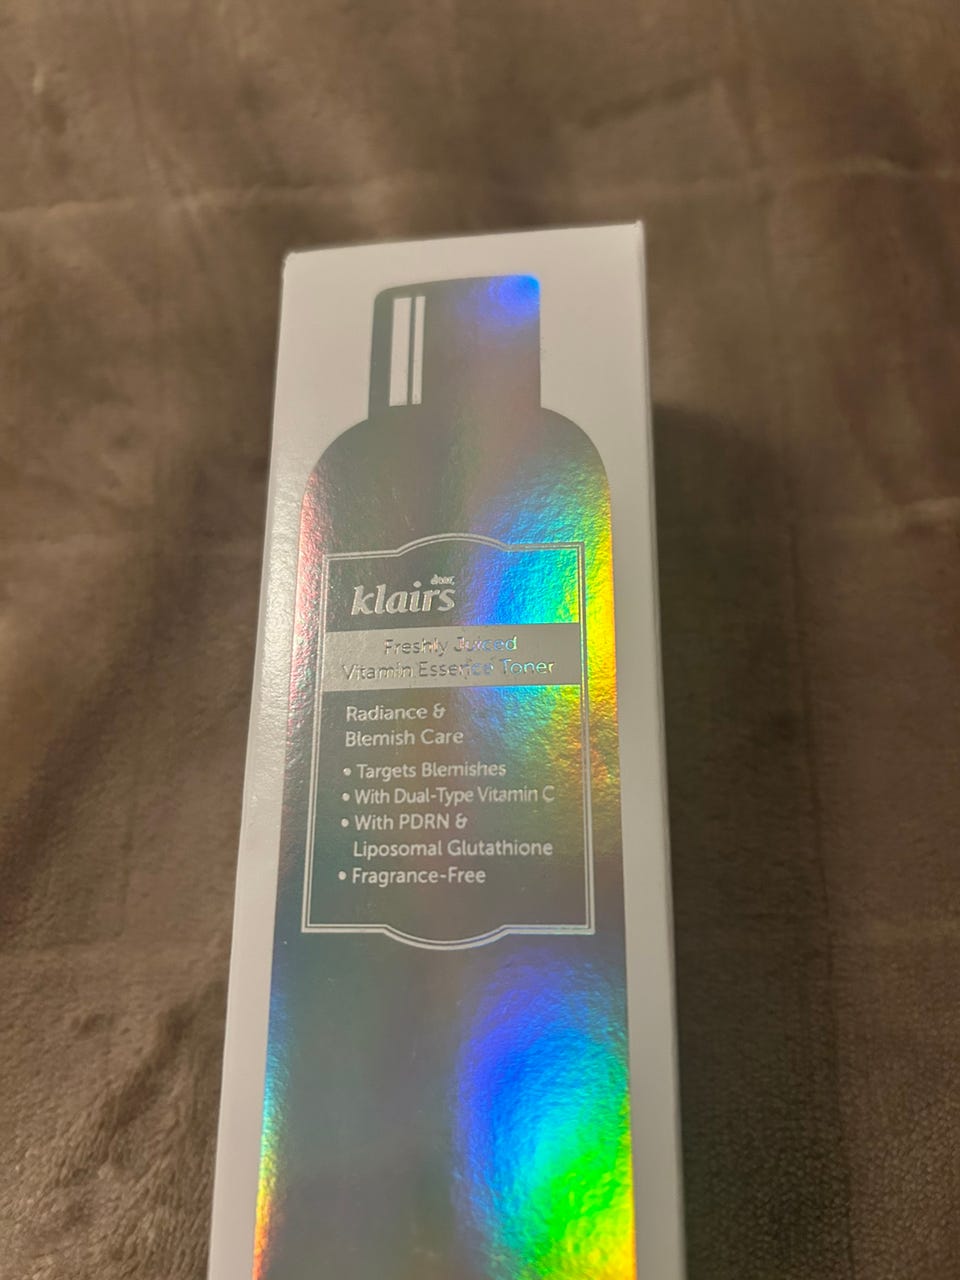 dear,
klairs
Freshly Juiced
Vitamin Essence Toner
Radiance &
Blemish Care
• Targets Blemishes
• With Dual-Type Vitamin C
• With PDRN &
Liposomal Glutathione
• Fragrance-Free